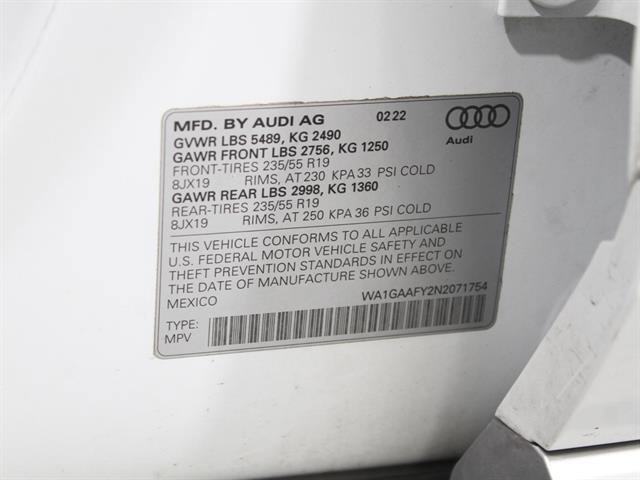 MFD. BY AUDI AG 02 22
GVWR LBS 5489, KG 2490
GAWR FRONT LBS 2756, KG 1250
FRONT-TIRES 235/55 R19
8JX19 RIMS, AT 230 KPA 33 PSI COLD
GAWR REAR LBS 2998, KG 1360
REAR-TIRES 235/55 R19
8JX19 RIMS, AT 250 KPA 36 PSI COLD
Audi
THIS VEHICLE CONFORMS TO ALL APPLICABLE
U.S. FEDERAL MOTOR VEHICLE SAFETY AND
THEFT PREVENTION STANDARDS IN EFFECT ON
THE DATE OF MANUFACTURE SHOWN ABOVE.
MEXICO WA1GAAFY2N2071754
TYPE:
MPV